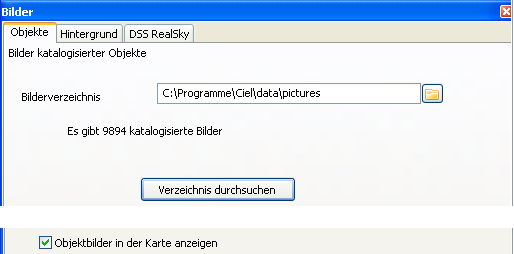 Bilder
Objekte Hintergrund DSS RealSky
Bilder katalogisierter Objekte
Bilderverzeichnis C:\Programme\Ciel\data\pictures
Es gibt 9894 katalogisierte Bilder
Verzeichnis durchsuchen
Objektbilder in der Karte anzeigen